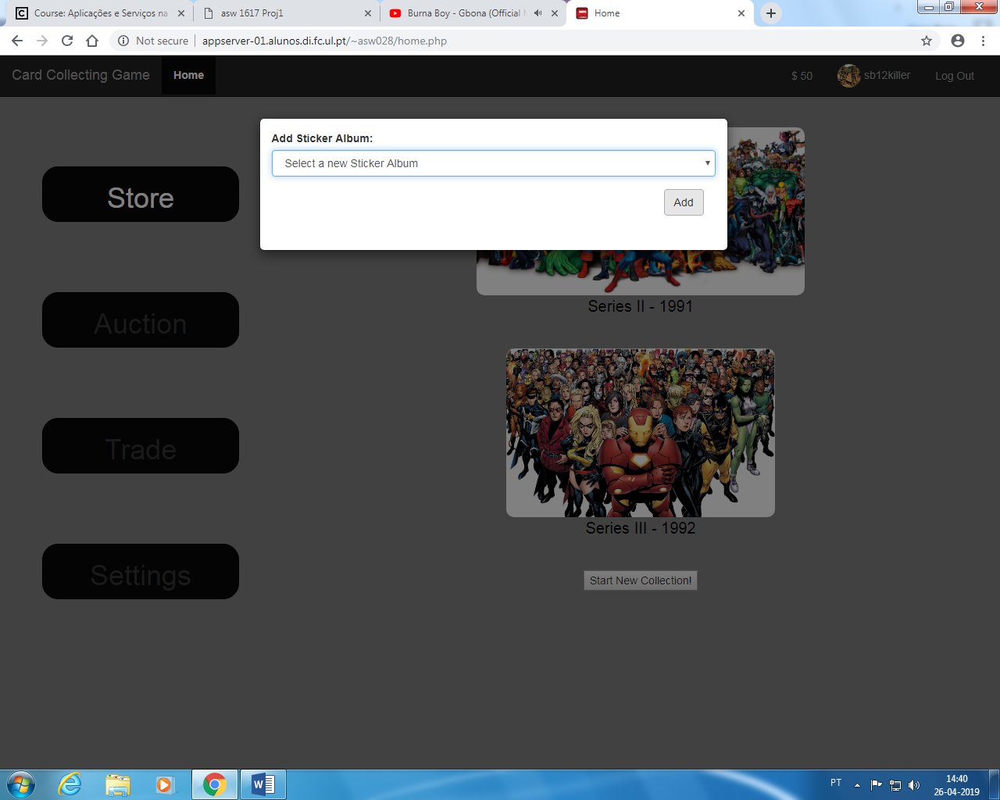 Course: Aplicações e Serviços na
asw 1617 Proj1
Burna Boy - Gbona (Official
Home
Not secure
appserver-01.alunos.di.fc.ul.pt/~asw028/home.php
Card Collecting Game
Home
$ 50
sb12killer
Log Out
Add Sticker Album:
Select a new Sticker Album
Add
Store
Auction
Trade
Settings
Series II - 1991
Series III - 1992
Start New Collection!
PT
14:40
26-04-2019